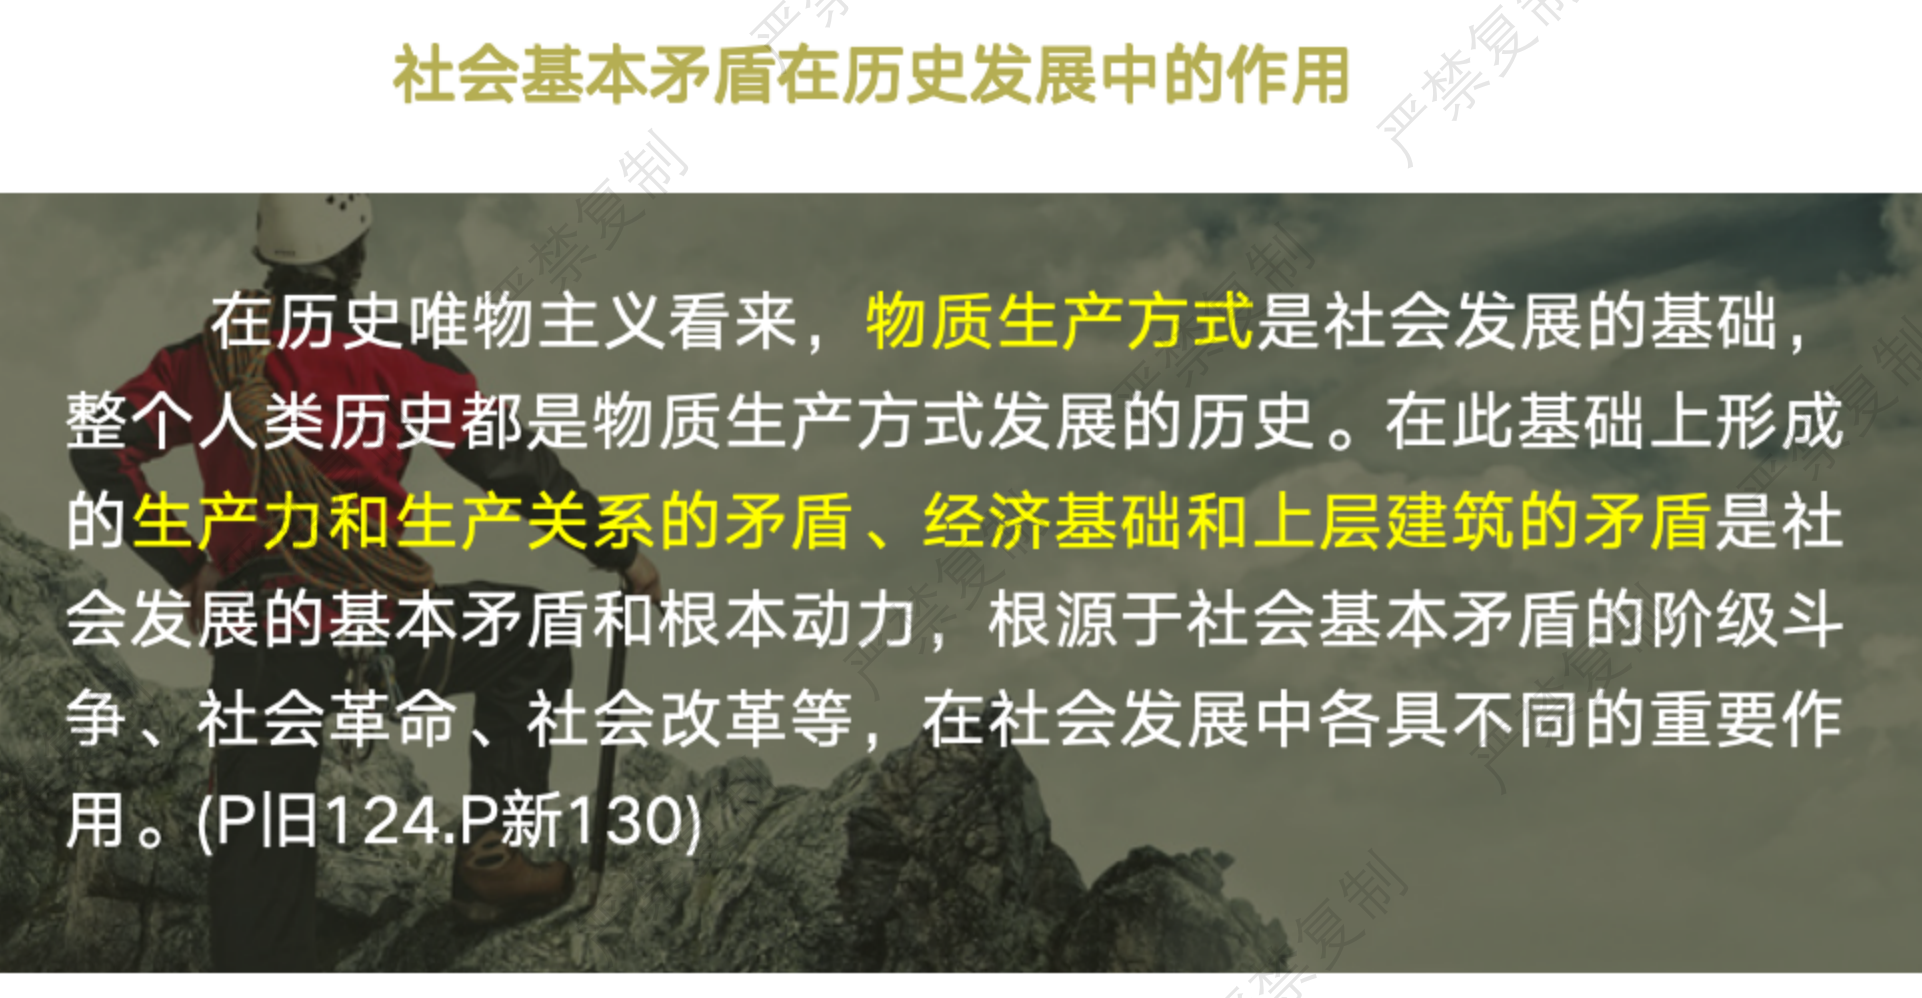 社会基本矛盾在历史发展中的作用
在历史唯物主义看来，物质生产方式是社会发展的基础，
整个人类历史都是物质生产方式发展的历史。在此基础上形成
的生产力和生产关系的矛盾、经济基础和上层建筑的矛盾是社
会发展的基本矛盾和根本动力，根源于社会基本矛盾的阶级斗
争、社会革命、社会改革等，在社会发展中各具不同的重要作
用。(P旧124.P新130)
严禁复制
严禁复制
严禁复制
严禁复制
严禁复制
严禁复制
严禁复制
严禁复制